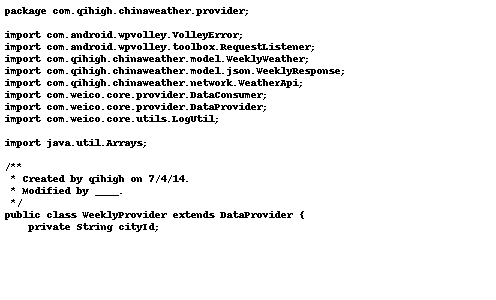 package com.qihigh.chinaweather.provider;

import com.android.wpvolley.VolleyError;
import com.android.wpvolley.toolbox.RequestListener;
import com.qihigh.chinaweather.model.WeeklyWeather;
import com.qihigh.chinaweather.model.json.WeeklyResponse;
import com.qihigh.chinaweather.network.WeatherApi;
import com.weico.core.provider.DataConsumer;
import com.weico.core.provider.DataProvider;
import com.weico.core.utils.LogUtil;

import java.util.Arrays;

/**
 * Created by qihigh on 7/4/14.
 * Modified by ____.
 */
public class WeeklyProvider extends DataProvider {
    private String cityId;